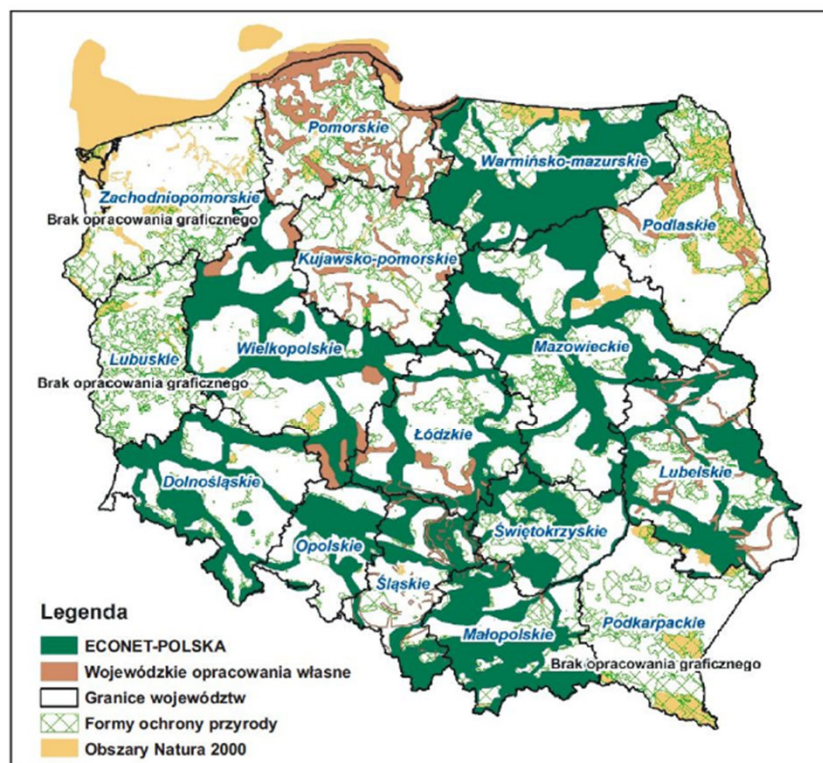 Pomorskie
Warmińsko-mazurskie
Zachodniopomorskie
Brak opracowania graficznego
Podlaskie
Kujawsko-pomorskie
Lubuskie
Brak opracowania graficznego
Wielkopolskie
Mazowieckie
Łódzkie
Lubelskie
Dolnośląskie
Opolskie
Świętokrzyskie
Śląskie
Podkarpackie
Małopolskie
Brak opracowania graficznego
Legenda
ECONET-POLSKA
Wojewódzkie opracowania własne
Granice województw
Formy ochrony przyrody
Obszary Natura 2000